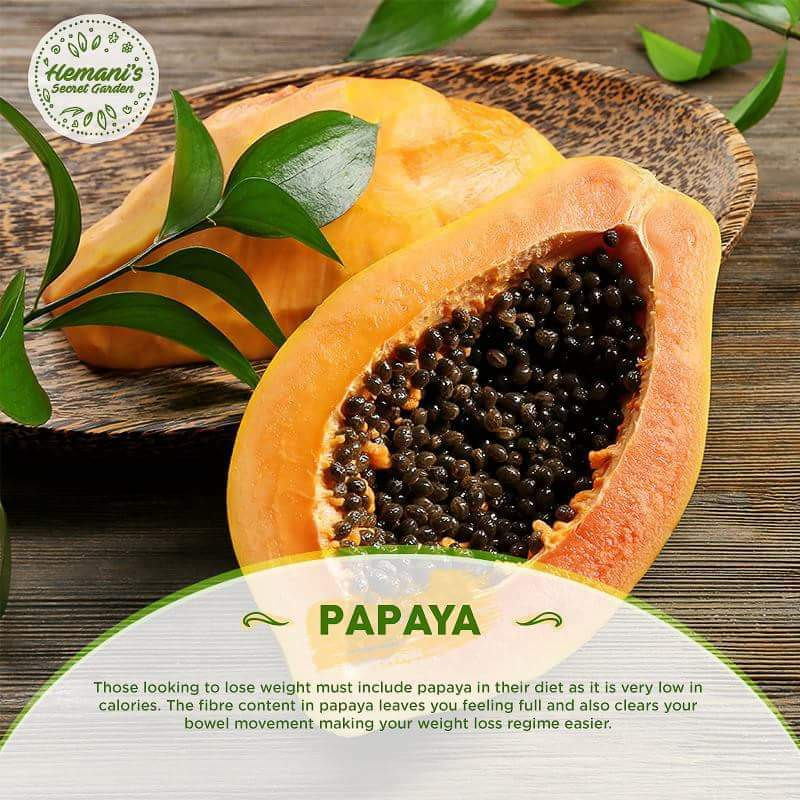 Hemani's
Secret Garden
PAPAYA
Those looking to lose weight must include papaya in their diet as it is very low in
calories. The fibre content in papaya leaves you feeling full and also clears your
bowel movement making your weight loss regime easier.